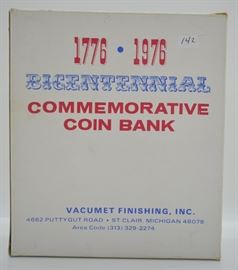 1776 • 1976
142
BICENTENNIAL
COMMEMORATIVE
COIN BANK
VACUMET FINISHING, INC.
4662 PUTTYGUT ROAD • ST. CLAIR, MICHIGAN 48079
Area Code (313) 329-2274